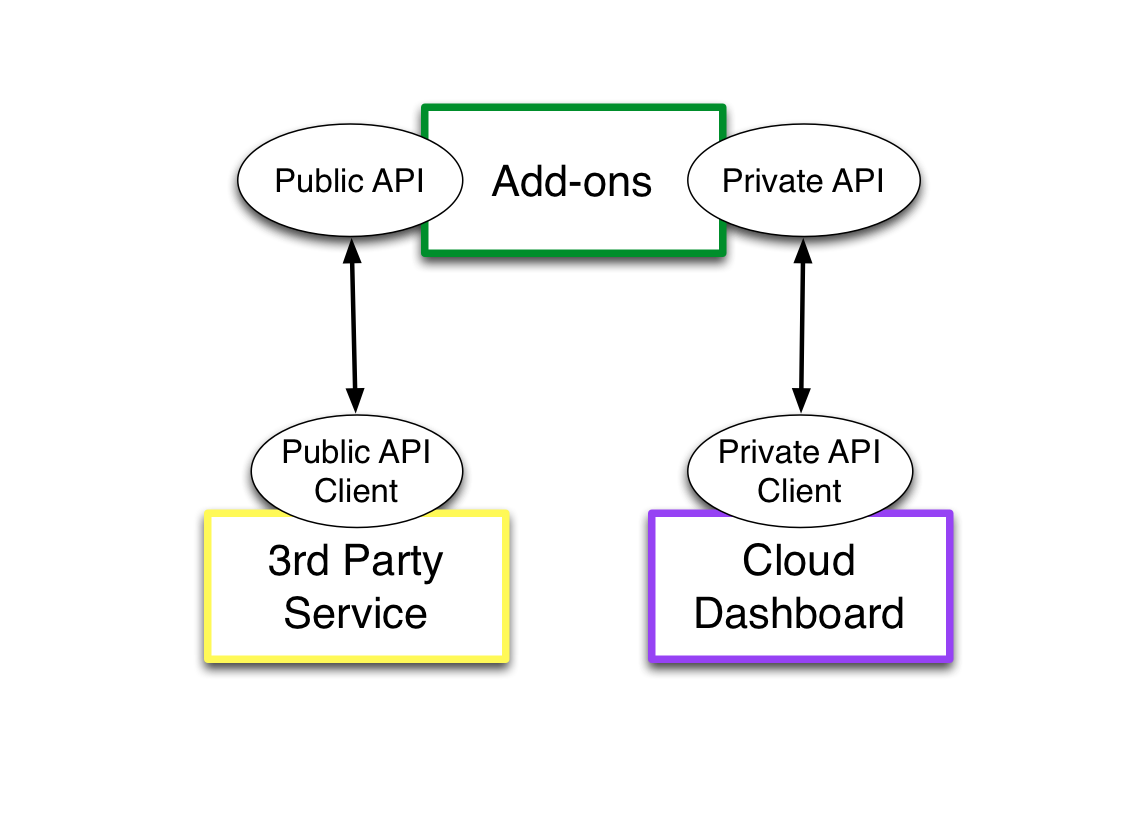 Public API
Add-ons
Private API
Public API
Client
3rd Party
Service
Private API
Client
Cloud
Dashboard